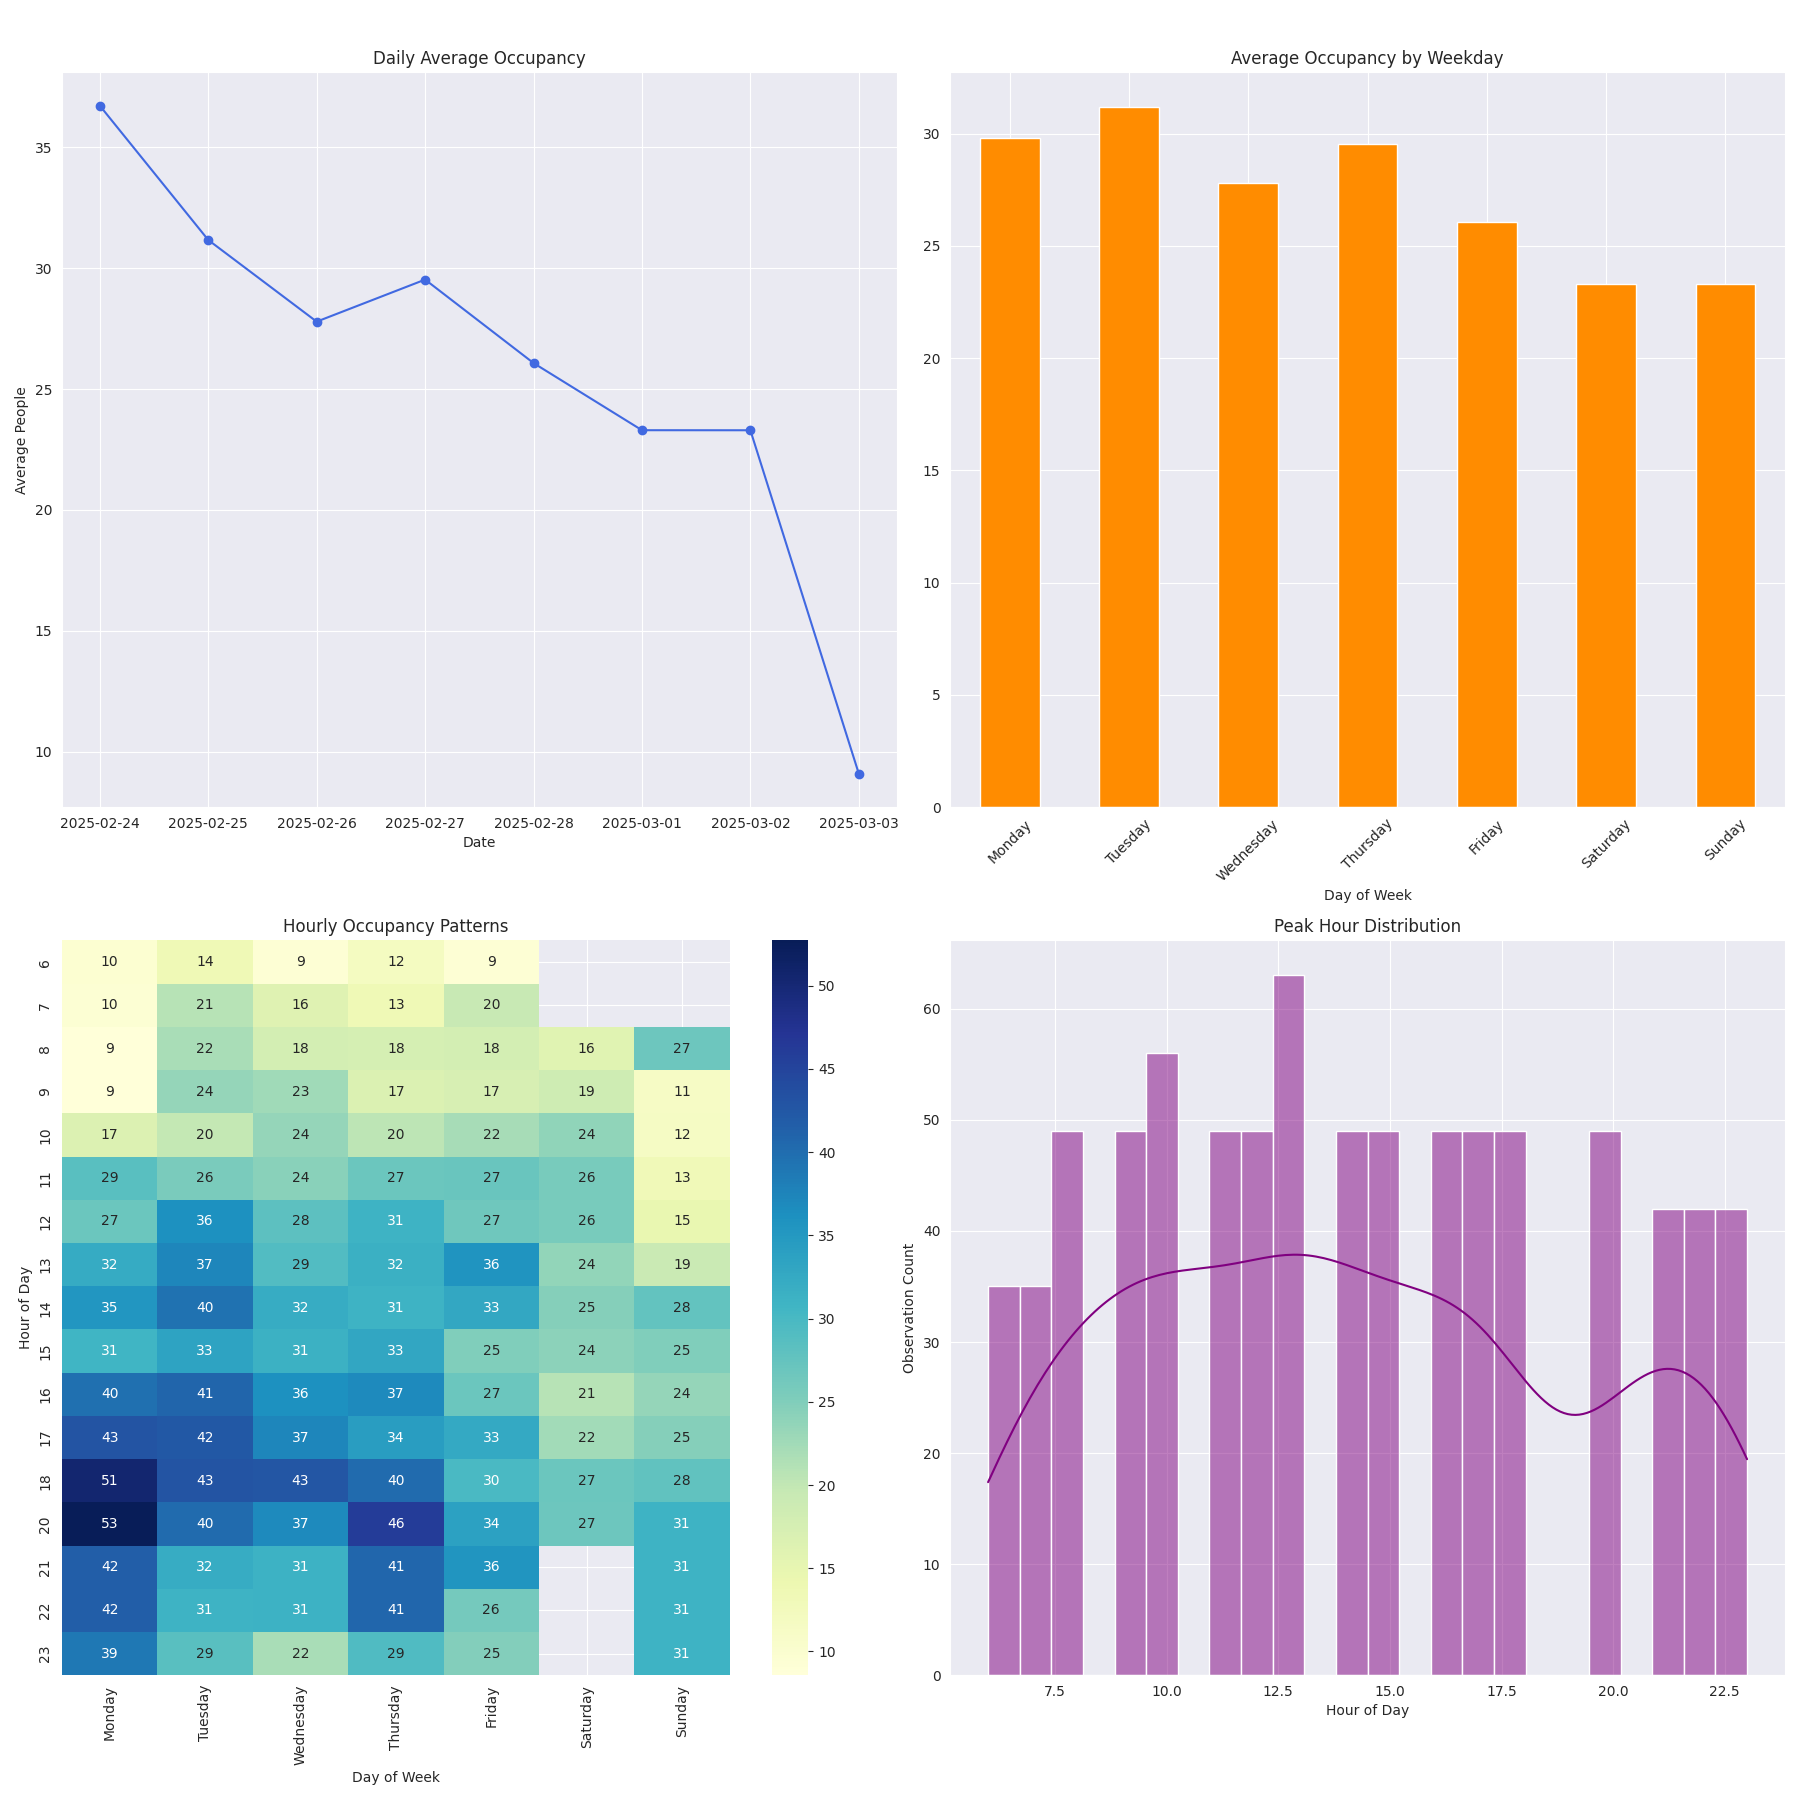 Daily Average Occupancy
35
30
25
20
15
10
Average People
2025-02-24 2025-02-25 2025-02-26 2025-02-27 2025-02-28 2025-03-01 2025-03-02 2025-03-03
Date
Average Occupancy by Weekday
30
25
20
15
10
5
0
Monday Tuesday Wednesday Thursday Friday Saturday Sunday
Day of Week
Hourly Occupancy Patterns
Hour of Day
6 10 14 9 12 9
7 10 21 16 13 20
8 9 22 18 18 18 16 27
9 9 24 23 17 17 19 11
10 17 20 24 20 22 24 12
11 29 26 24 27 27 26 13
12 27 36 28 31 27 26 15
13 32 37 29 32 36 24 19
14 35 40 32 31 33 25 28
15 31 33 31 33 25 24 25
16 40 41 36 37 27 21 24
17 43 42 37 34 33 22 25
18 51 43 43 40 30 27 28
20 53 40 37 46 34 27 31
21 42 32 31 41 36 31
22 42 31 31 41 26 31
23 39 29 22 29 25 31
Monday Tuesday Wednesday Thursday Friday Saturday Sunday
Day of Week
50
45
40
35
30
25
20
15
10
Peak Hour Distribution
60
50
40
30
20
10
0
Observation Count
7.5 10.0 12.5 15.0 17.5 20.0 22.5
Hour of Day